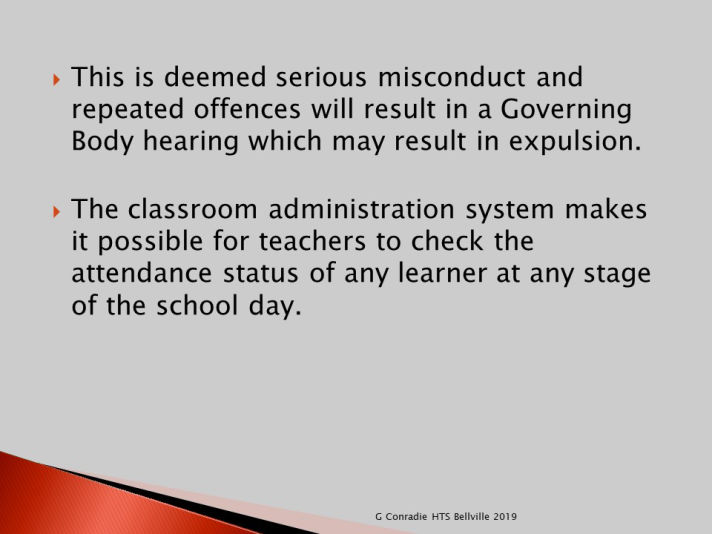 This is deemed serious misconduct and
repeated offences will result in a Governing
Body hearing which may result in expulsion.
The classroom administration system makes
it possible for teachers to check the
attendance status of any learner at any stage
of the school day.
G Conradie HTS Bellville 2019